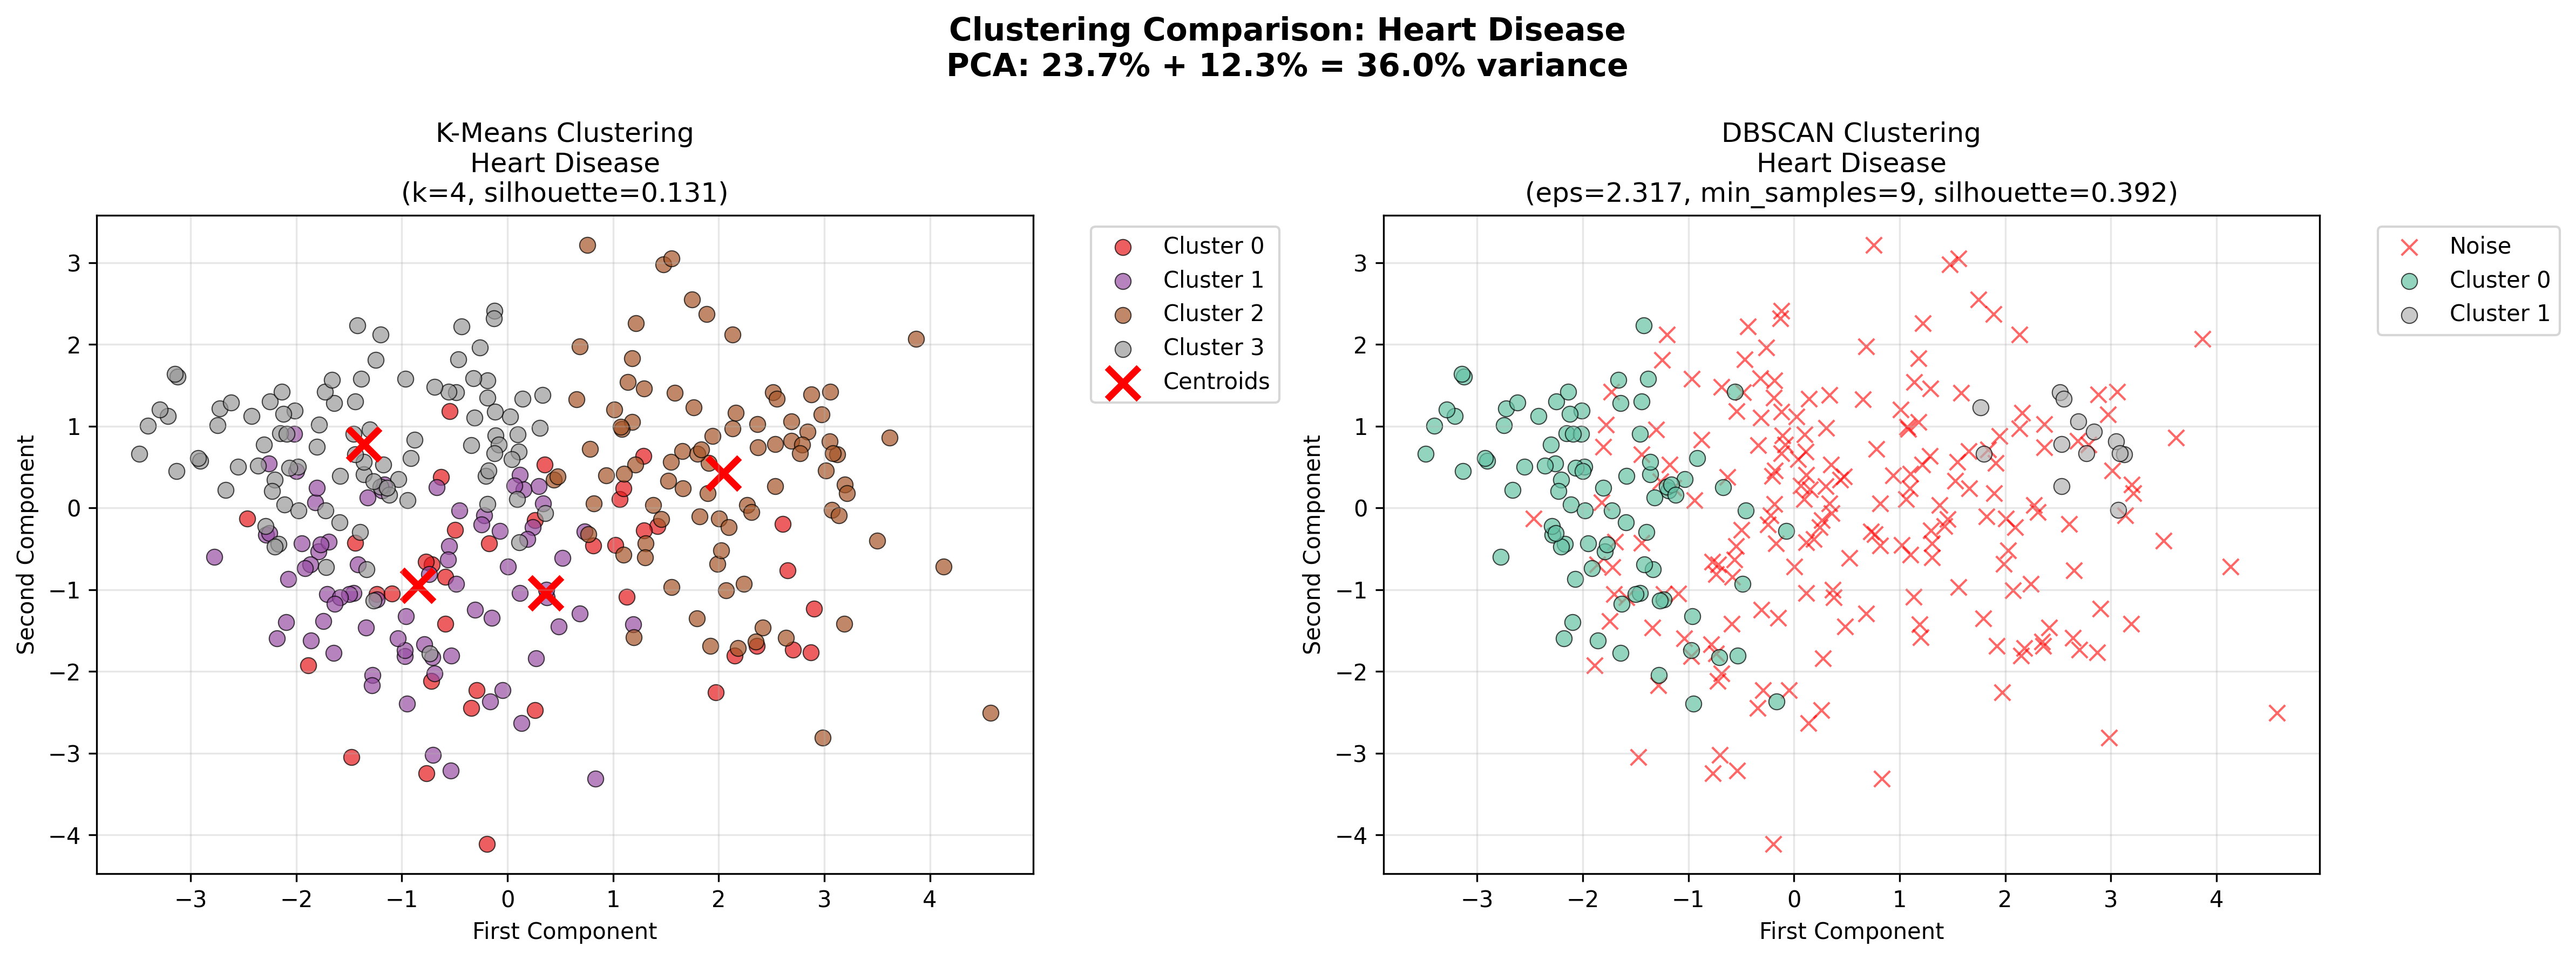 Clustering Comparison: Heart Disease
PCA: 23.7% + 12.3% = 36.0% variance
K-Means Clustering
Heart Disease
(k=4, silhouette=0.131)
3
2
1
0
−1
−2
−3
−4
Second Component
−3 −2 −1 0 1 2 3 4
First Component
Cluster 0
Cluster 1
Cluster 2
Cluster 3
Centroids
DBSCAN Clustering
Heart Disease
(eps=2.317, min_samples=9, silhouette=0.392)
3
2
1
0
−1
−2
−3
−4
Second Component
−3 −2 −1 0 1 2 3 4
First Component
Noise
Cluster 0
Cluster 1